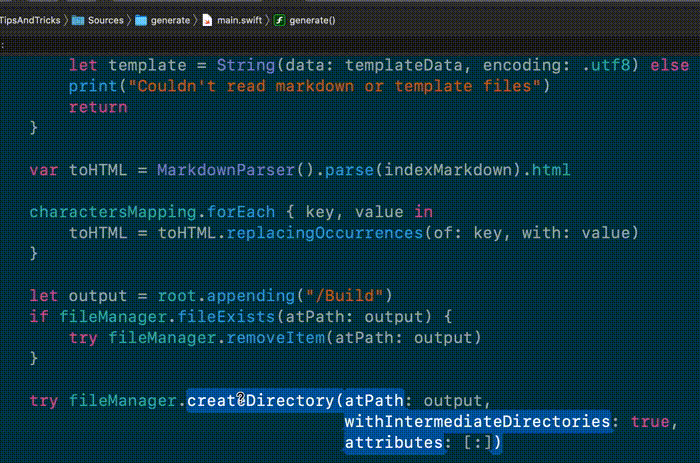 TipsAndTricks > Sources > generate > main.swift > generate()
:
let template = String(data: templateData, encoding: .utf8) else
print("Couldn't read markdown or template files")
return
}
var toHTML = MarkdownParser().parse(indexMarkdown).html
charactersMapping.forEach { key, value in
toHTML = toHTML.replacingOccurrences(of: key, with: value)
}
let output = root.appending("/Build")
if fileManager.fileExists(atPath: output) {
try fileManager.removeItem(atPath: output)
}
try fileManager.createDirectory(atPath: output,
withIntermediateDirectories: true,
attributes: [:])